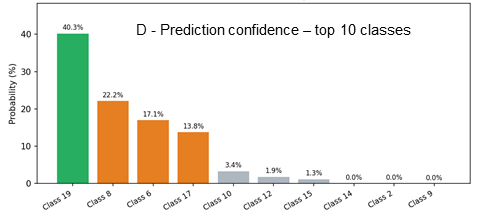 D - Prediction confidence – top 10 classes
Probability (%)
40
30
20
10
0
40.3%
22.2%
17.1%
13.8%
3.4%
1.9%
1.3%
0.0%
0.0%
0.0%
Class 19
Class 8
Class 6
Class 17
Class 10
Class 12
Class 15
Class 14
Class 2
Class 9